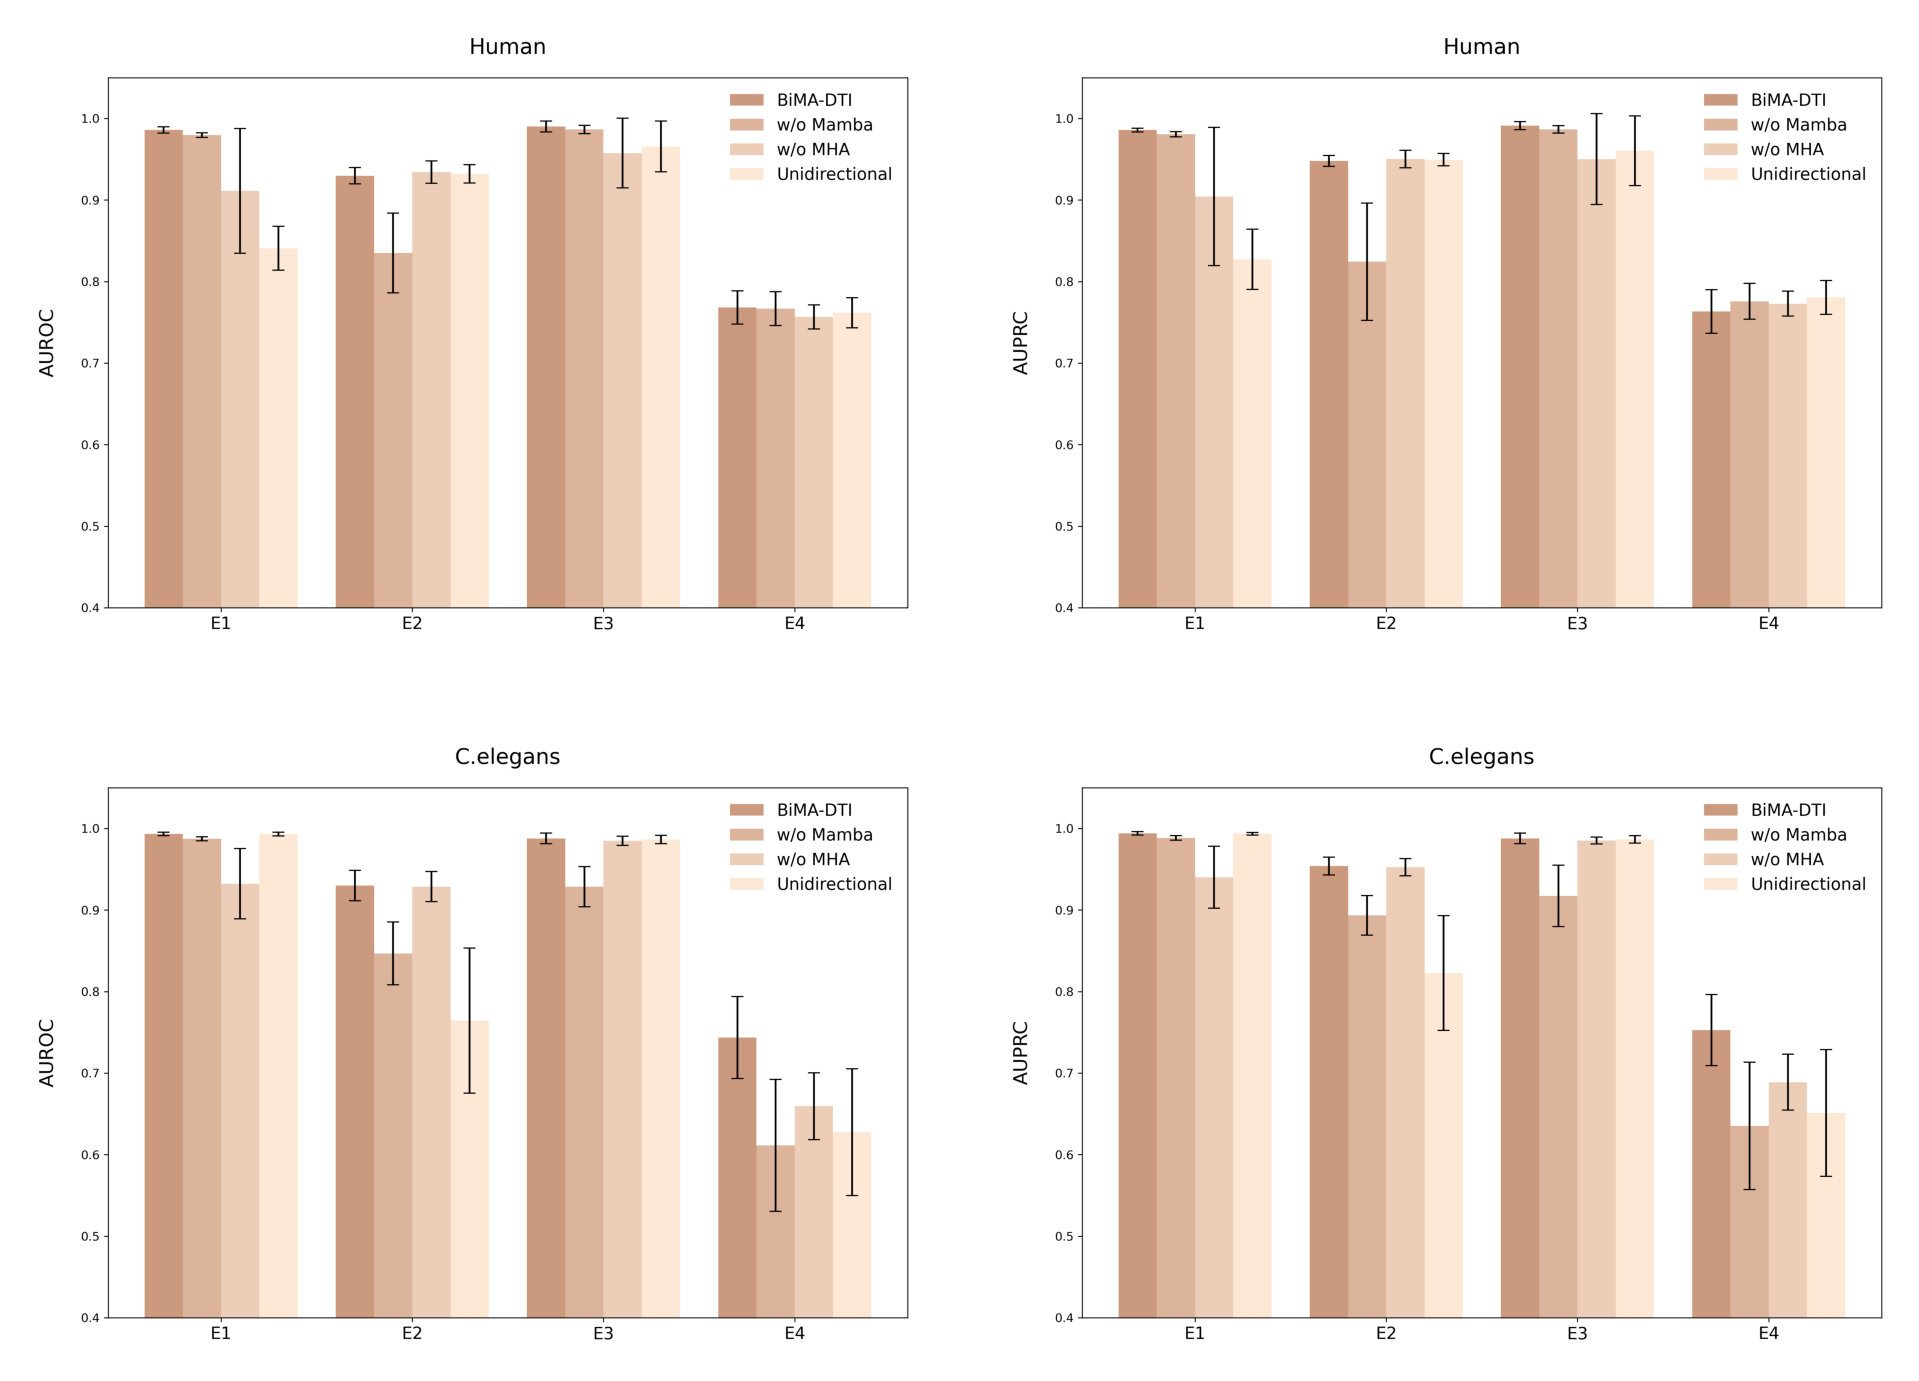 Human
AUROC
1.0
0.9
0.8
0.7
0.6
0.5
0.4
BiMA-DTI
w/o Mamba
w/o MHA
Unidirectional
E1 E2 E3 E4
Human
AUPRC
1.0
0.9
0.8
0.7
0.6
0.5
0.4
BiMA-DTI
w/o Mamba
w/o MHA
Unidirectional
E1 E2 E3 E4
C.elegans
AUROC
1.0
0.9
0.8
0.7
0.6
0.5
0.4
BiMA-DTI
w/o Mamba
w/o MHA
Unidirectional
E1 E2 E3 E4
C.elegans
AUPRC
1.0
0.9
0.8
0.7
0.6
0.5
0.4
BiMA-DTI
w/o Mamba
w/o MHA
Unidirectional
E1 E2 E3 E4